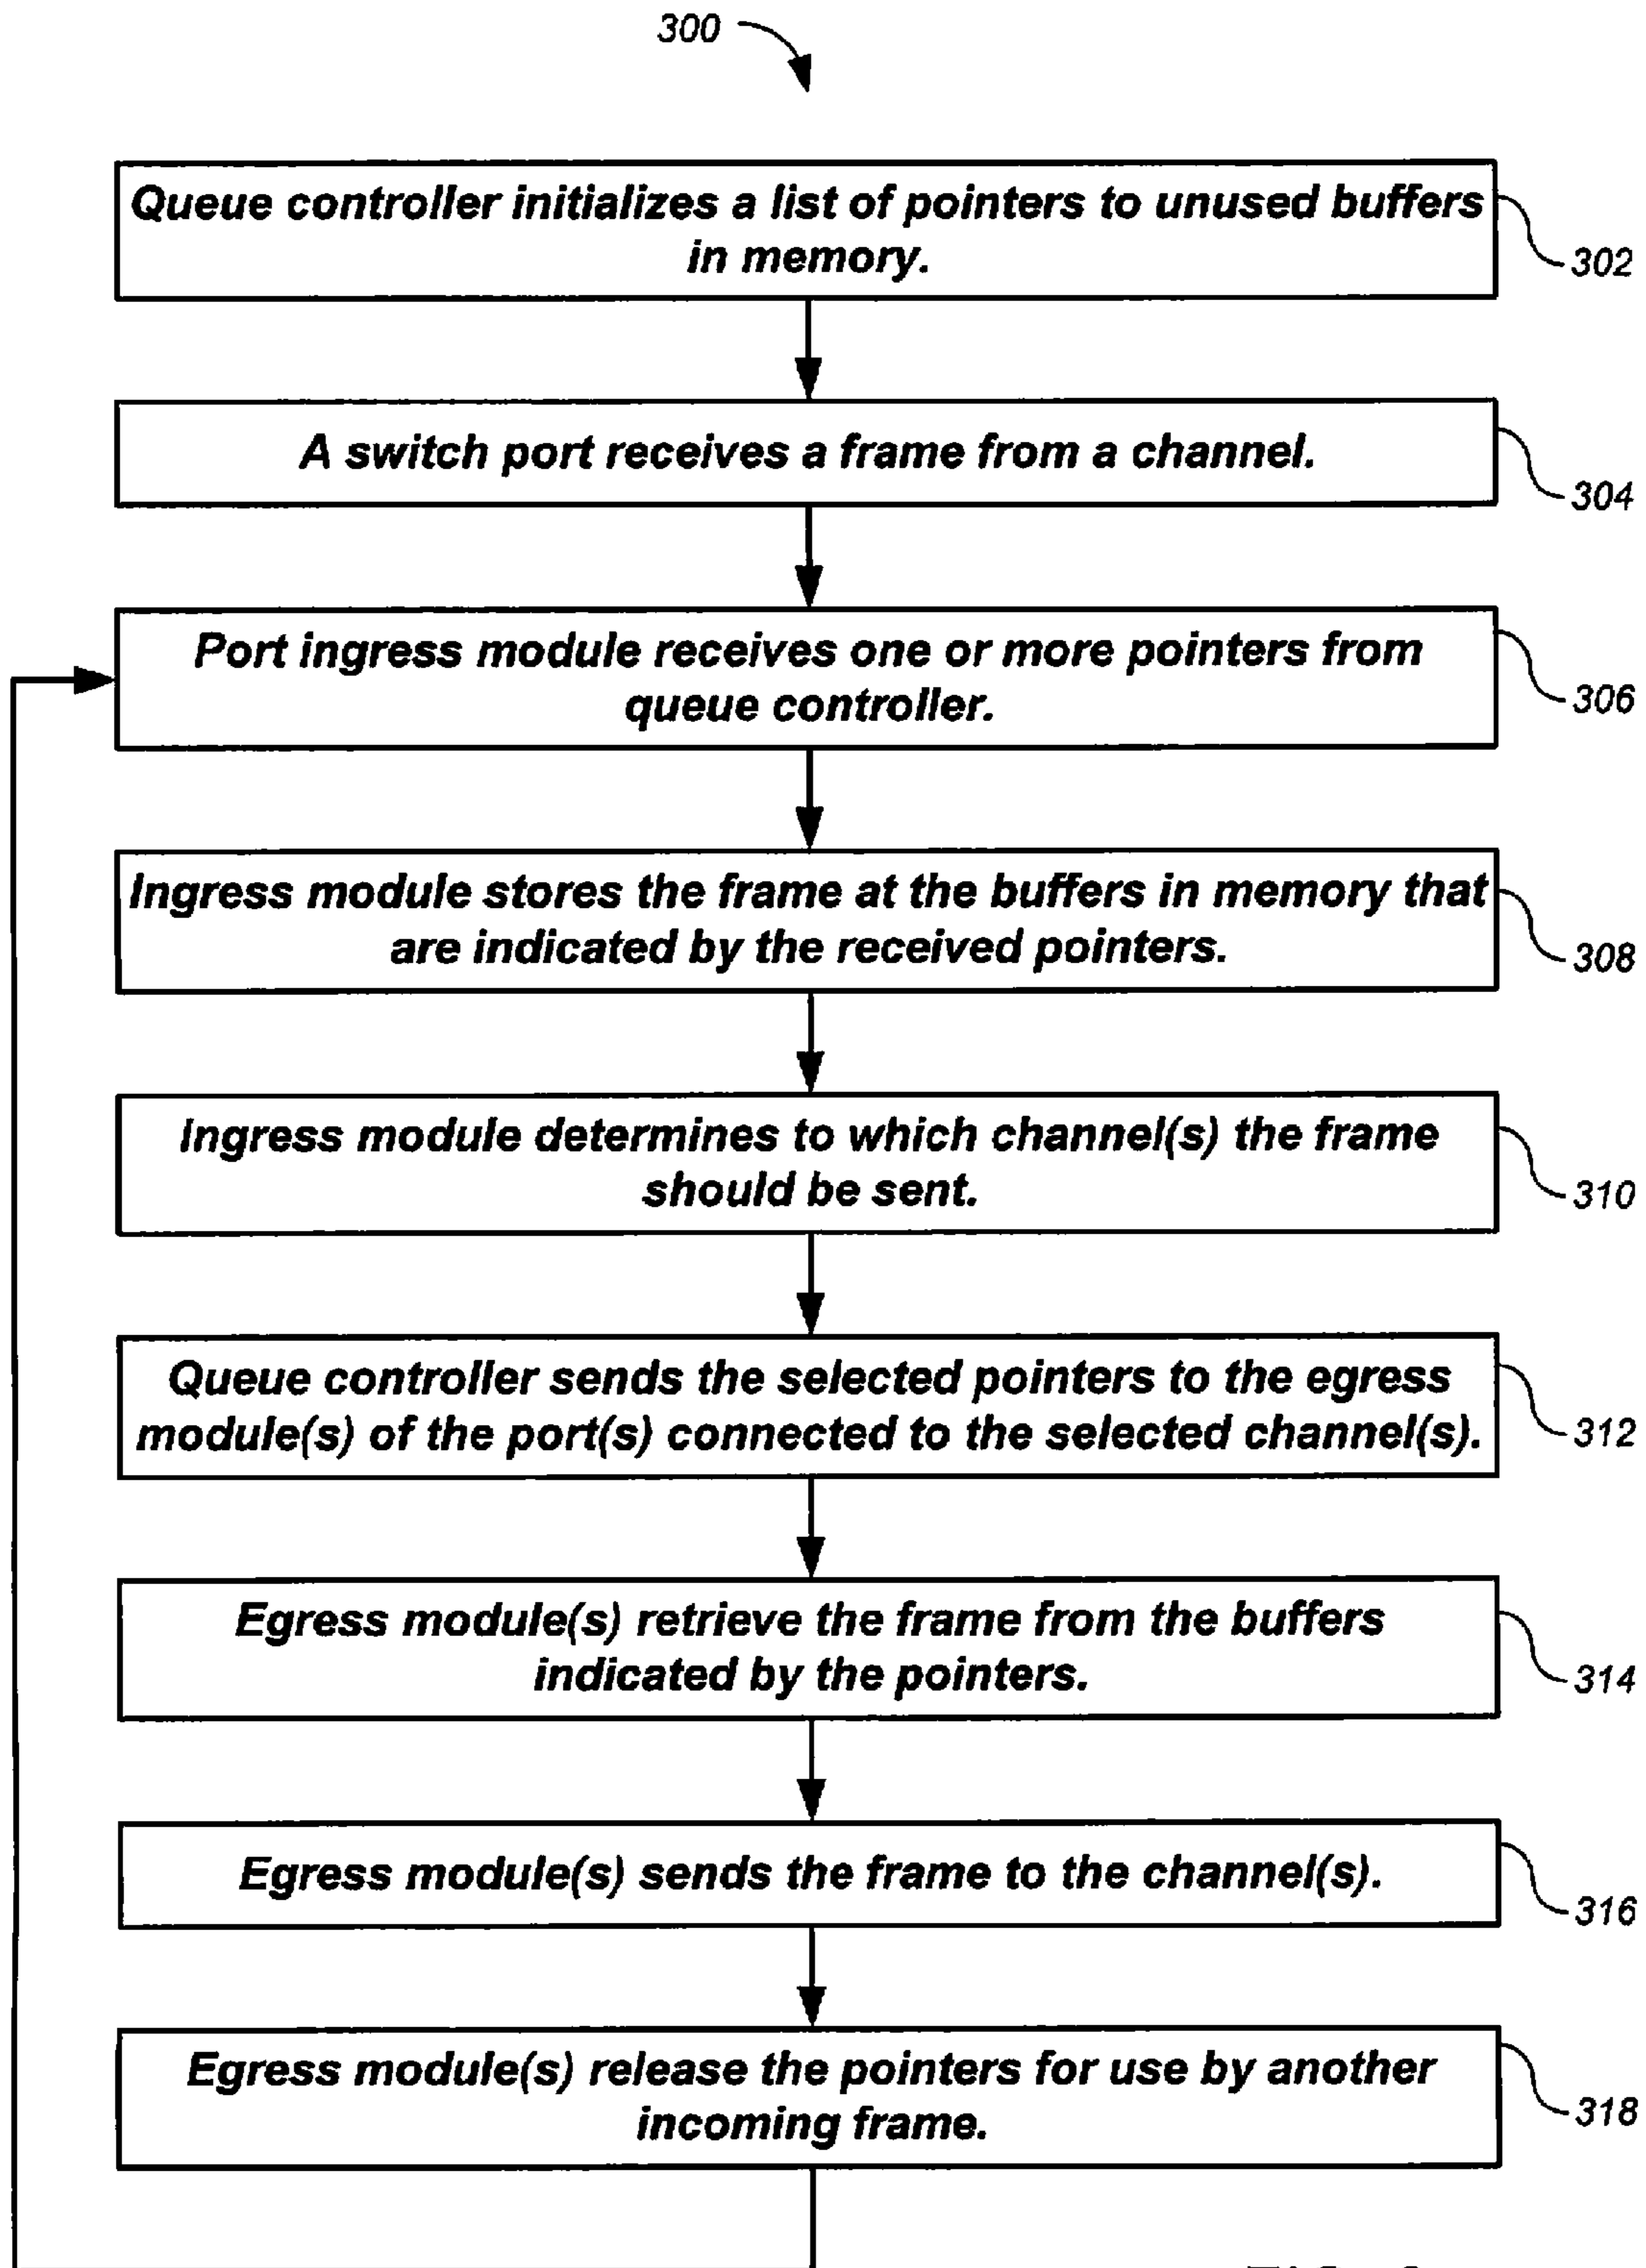 300
Queue controller initializes a list of pointers to unused buffers
in memory.
302
A switch port receives a frame from a channel.
304
Port ingress module receives one or more pointers from
queue controller.
306
Ingress module stores the frame at the buffers in memory that
are indicated by the received pointers.
308
Ingress module determines to which channel(s) the frame
should be sent.
310
Queue controller sends the selected pointers to the egress
module(s) of the port(s) connected to the selected channel(s).
312
Egress module(s) retrieve the frame from the buffers
indicated by the pointers.
314
Egress module(s) sends the frame to the channel(s).
316
Egress module(s) release the pointers for use by another
incoming frame.
318